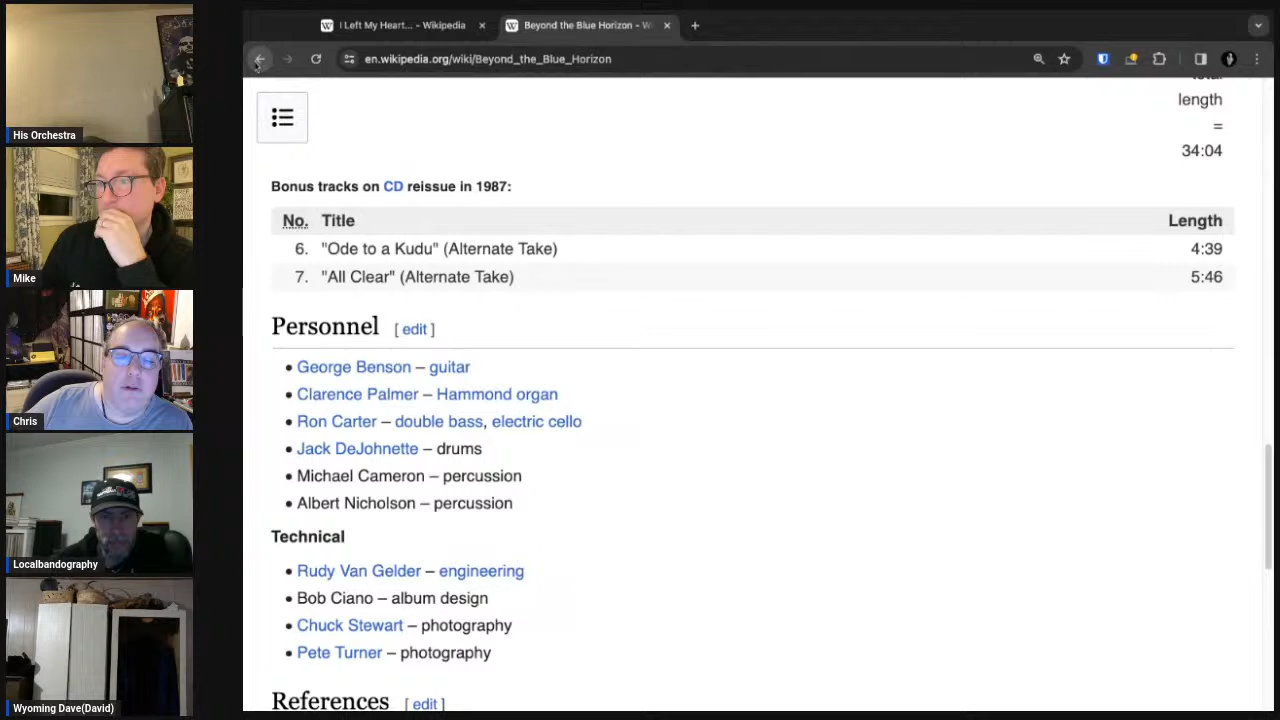 I Left My Heart... - Wikipedia
Beyond the Blue Horizon - W
en.wikipedia.org/wiki/Beyond_the_Blue_Horizon
length
=
34:04
Bonus tracks on CD reissue in 1987:
No. Title Length
6. "Ode to a Kudu" (Alternate Take) 4:39
7. "All Clear" (Alternate Take) 5:46
Personnel [ edit ]
• George Benson – guitar
• Clarence Palmer – Hammond organ
• Ron Carter – double bass, electric cello
• Jack DeJohnette – drums
• Michael Cameron – percussion
• Albert Nicholson – percussion
Technical
• Rudy Van Gelder – engineering
• Bob Ciano – album design
• Chuck Stewart – photography
• Pete Turner – photography
References [ edit ]
His Orchestra
Mike
Chris
Localbandography
Wyoming Dave(David)